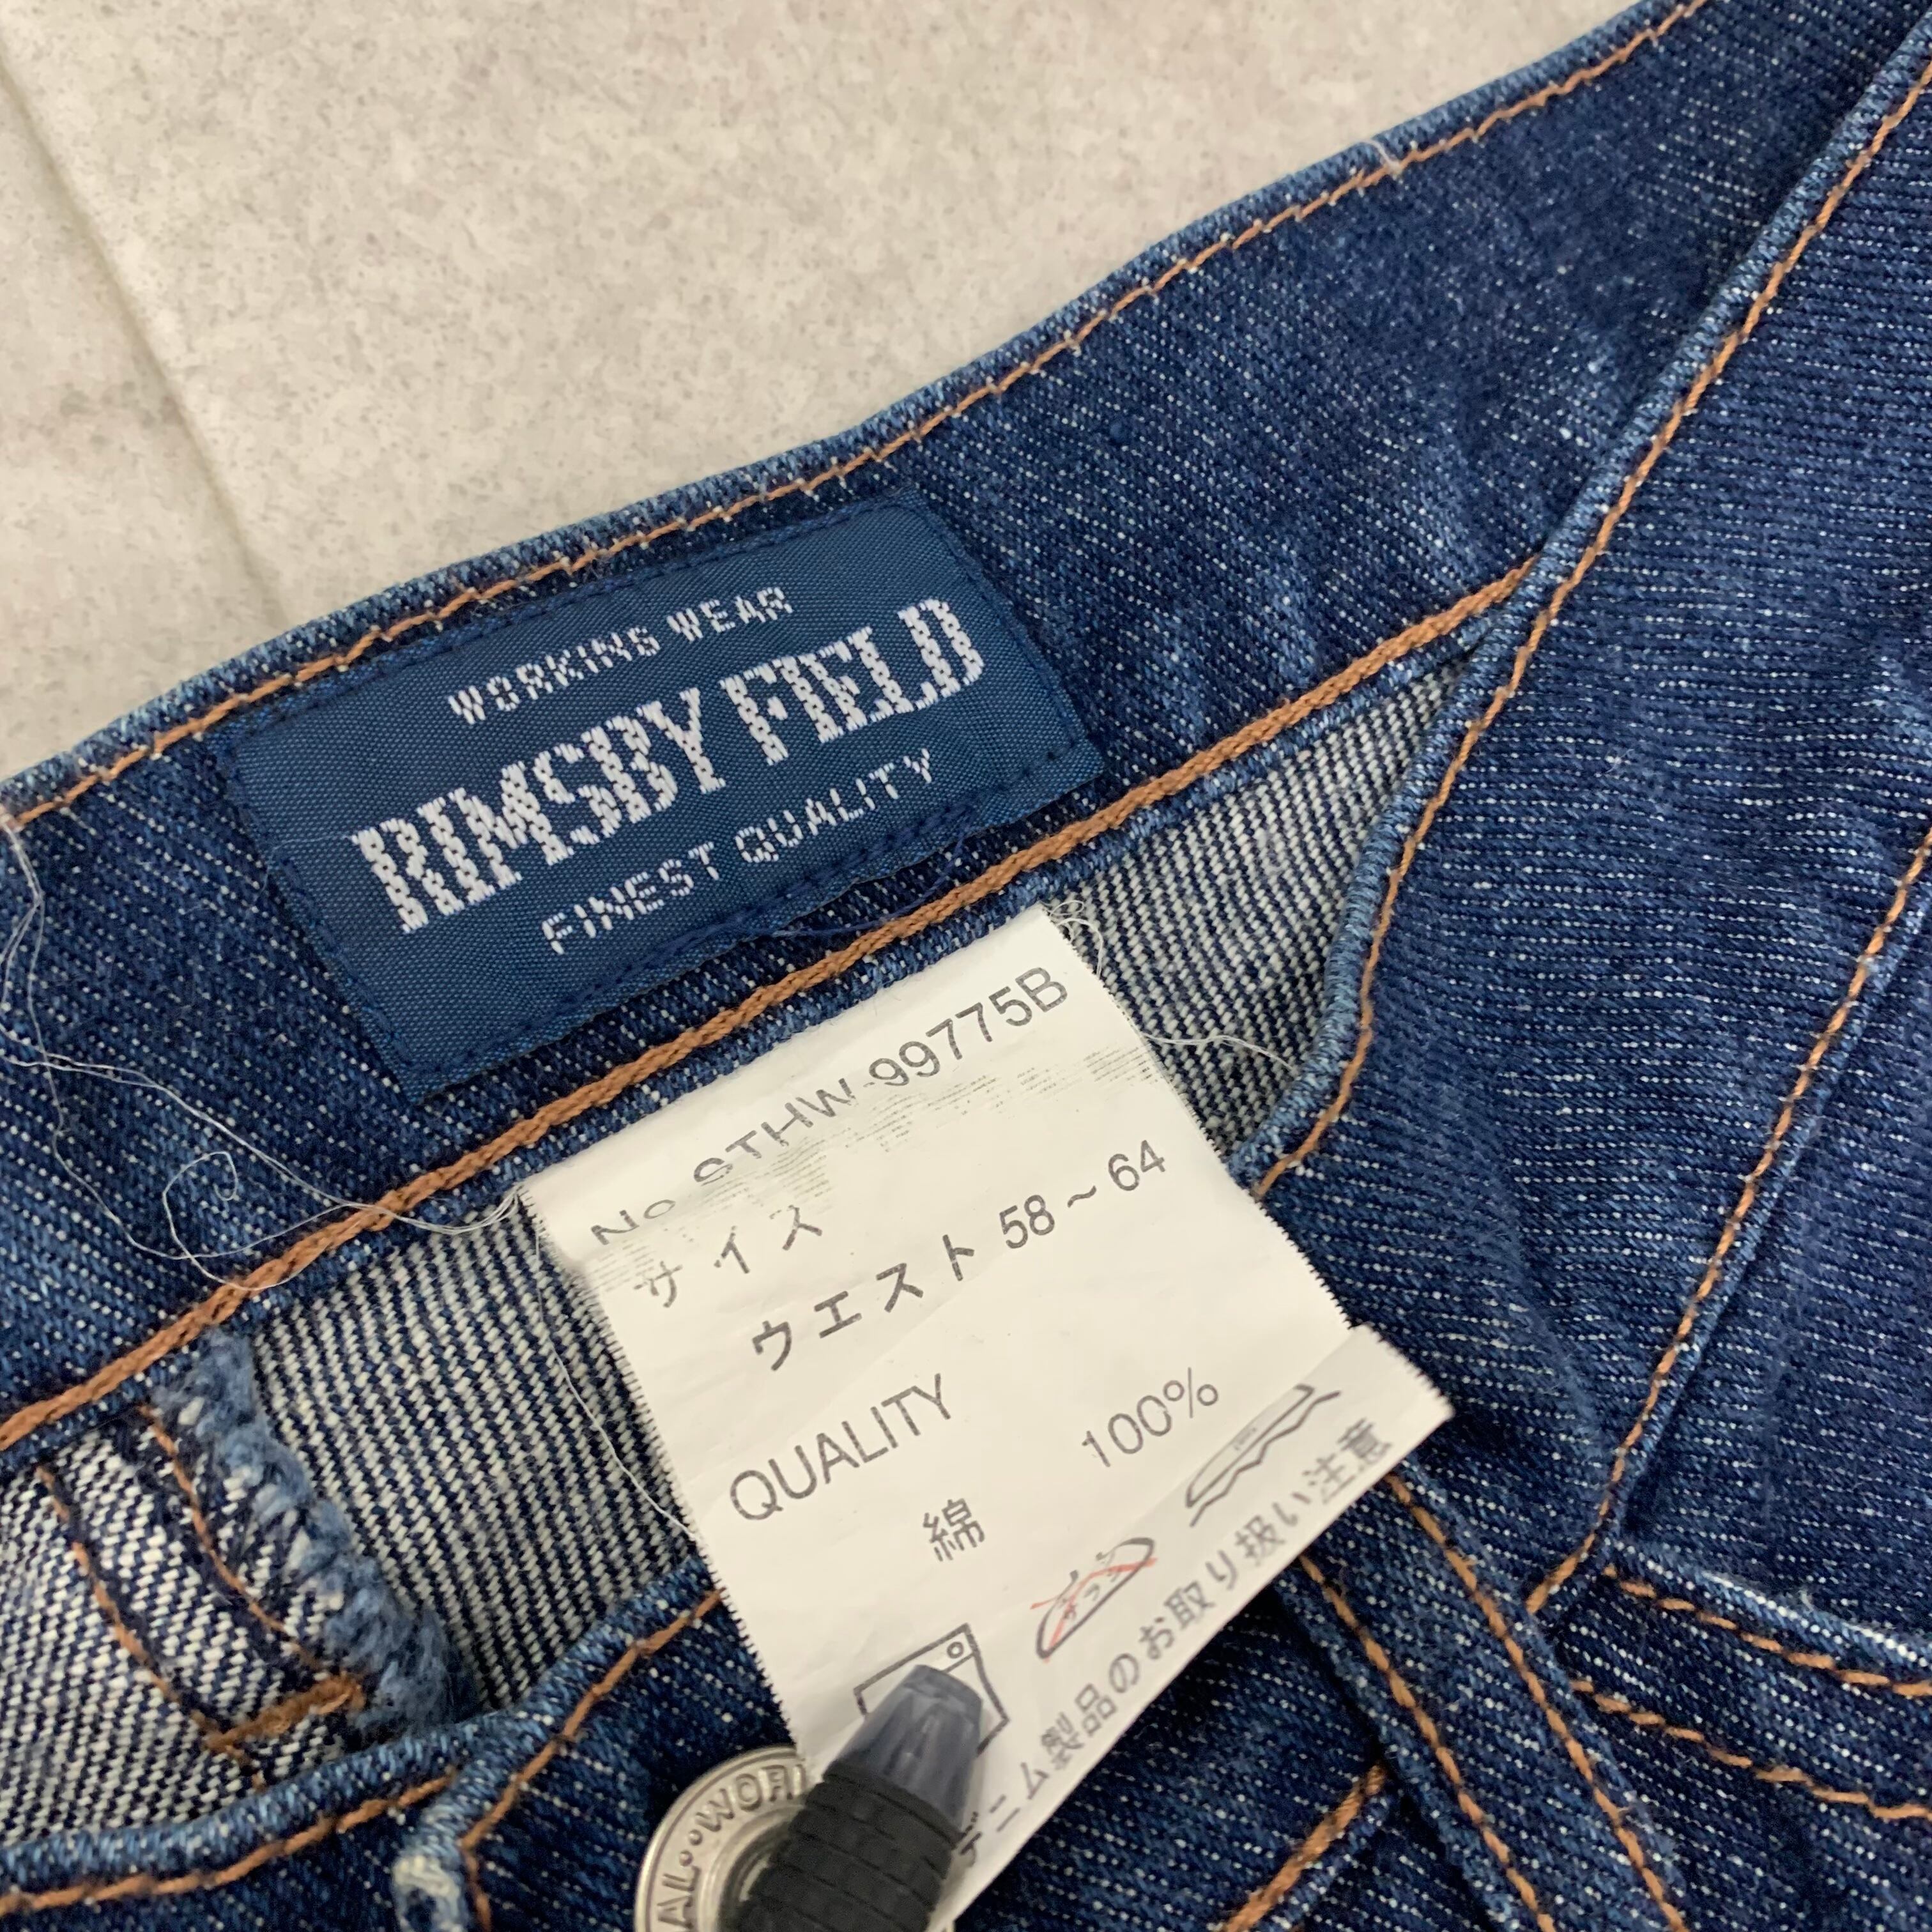 WORKING WEAR
RIMSBY FIELD
FINEST QUALITY
No STHW-99775B
サイズ
ウエスト 58~64
QUALITY
綿 100%
デニム製品のお取り扱い注意